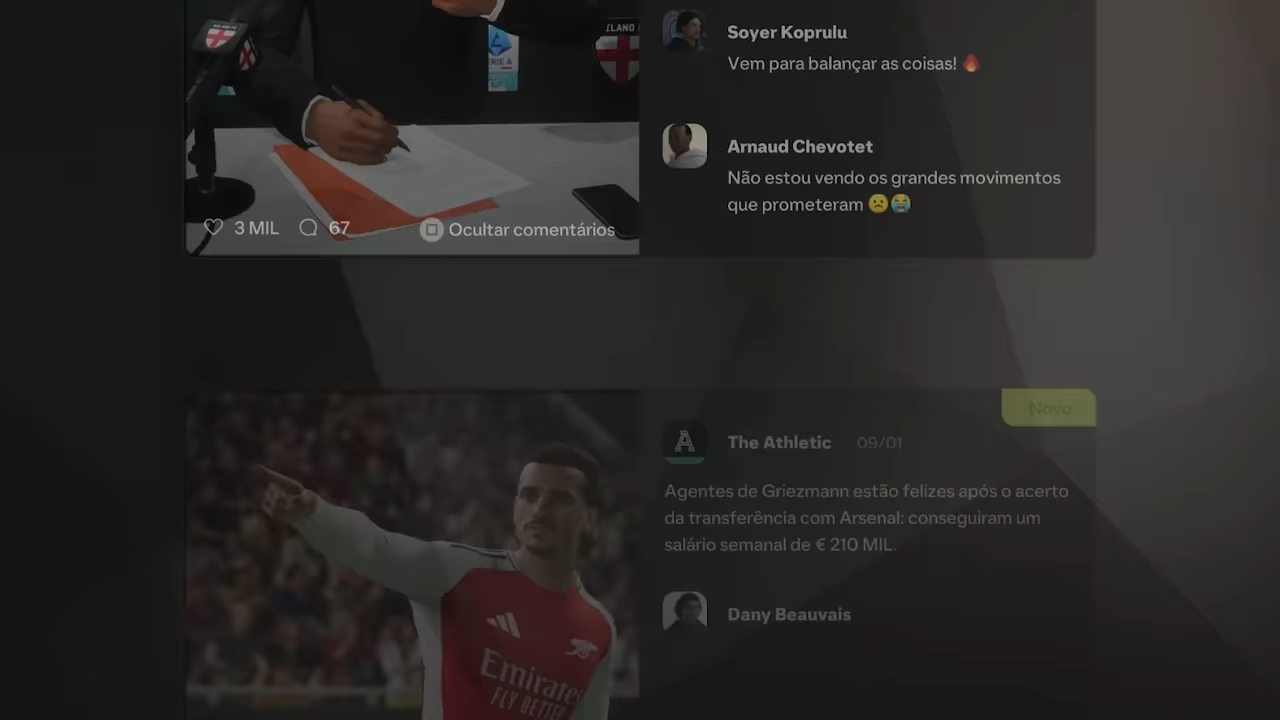 ILANO
RIE A
Soyer Koprulu
Vem para balançar as coisas! 🔥
Arnaud Chevotet
Não estou vendo os grandes movimentos
que prometeram 🙁😭
3 MIL
67
Ocultar comentários
Novo
The Athletic 09/01
Agentes de Griezmann estão felizes após o acerto
da transferência com Arsenal: conseguiram um
salário semanal de € 210 MIL.
Dany Beauvais
Emirates
FLY BETTER